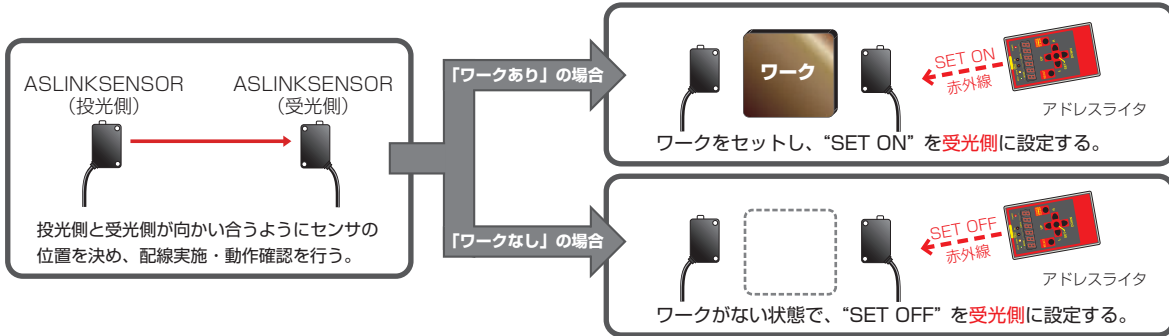 ASLINKSENSOR
（投光側）
ASLINKSENSOR
（受光側）
投光側と受光側が向かい合うようにセンサの
位置を決め、配線実施・動作確認を行う。
「ワークあり」の場合
ワーク
SET ON
赤外線
アドレスライタ
ワークをセットし、“SET ON” を受光側に設定する。
「ワークなし」の場合
SET OFF
赤外線
アドレスライタ
ワークがない状態で、“SET OFF” を受光側に設定する。